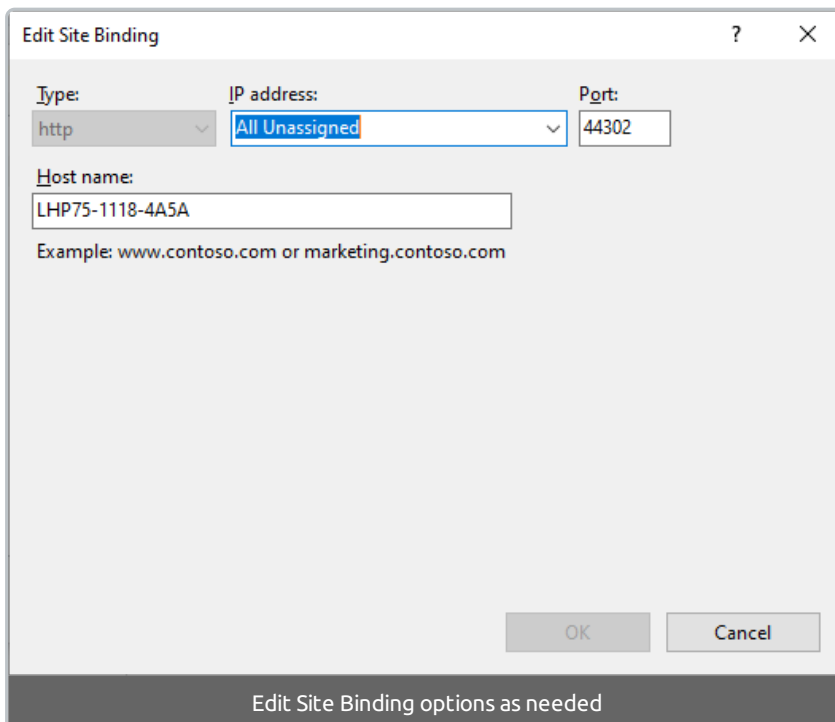 Edit Site Binding
?
Type:
IP address:
Port:
http
All Unassigned
44302
Host name:
LHP75-1118-4A5A
Example: www.contoso.com or marketing.contoso.com
OK
Cancel
Edit Site Binding options as needed